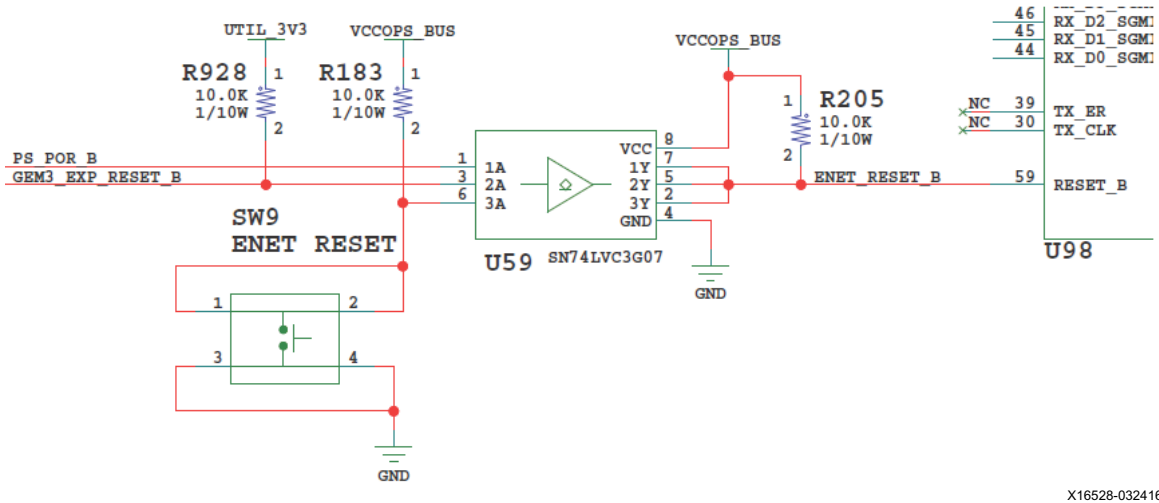 UTIL_3V3
VCCOPS_BUS
VCCOPS_BUS
46 RX_D2_SGMI
45 RX_D1_SGMI
44 RX_D0_SGMI
R928 1
10.0K
1/10W
2
R183 1
10.0K
1/10W
2
1 R205
10.0K
1/10W
2
NC 39 TX_ER
NC 30 TX_CLK
PS_POR_B
GEM3_EXP_RESET_B
1 1A
3 2A
6 3A
VCC 8
1Y 7
2Y 5
3Y 2
GND 4
ENET_RESET_B
59 RESET_B
U98
SW9
ENET RESET
U59 SN74LVC3G07
GND
1 2
3 4
GND
X16528-032416